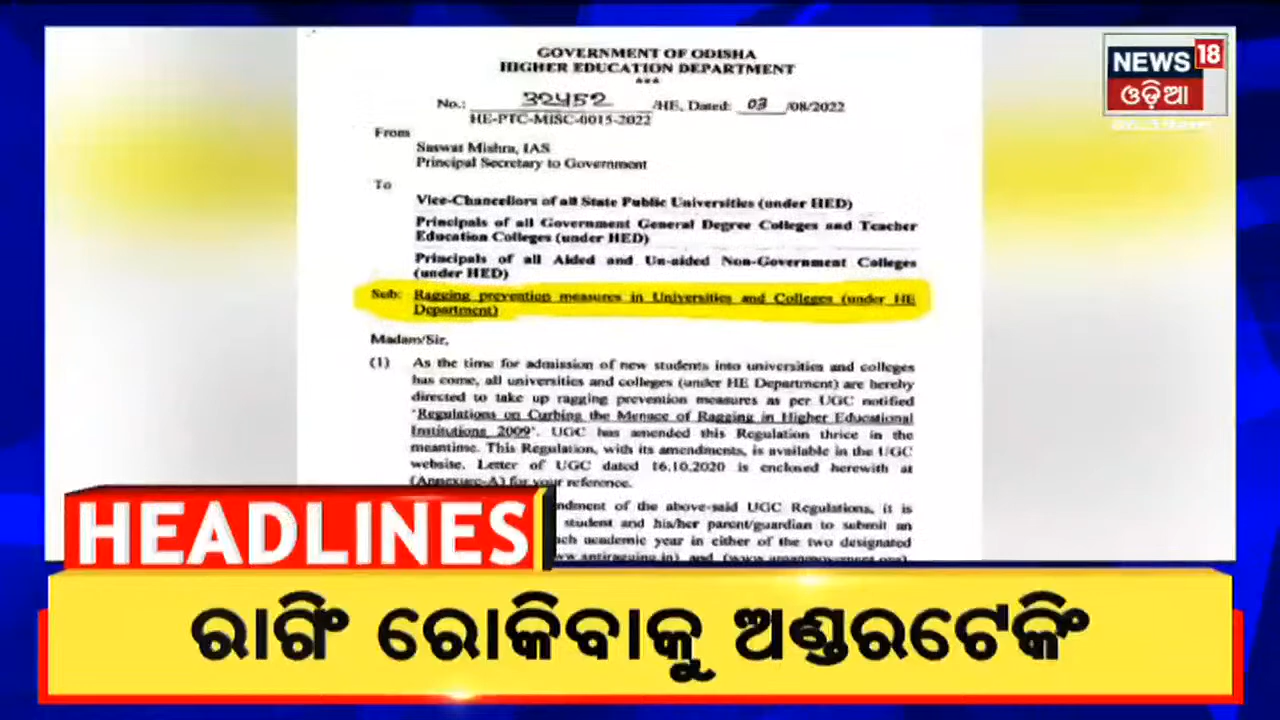 GOVERNMENT OF ODISHA
HIGHER EDUCATION DEPARTMENT
***
No.: 32452 /HE, Dated: 03 /08/2022
HE-PTC-MISC-0015-2022
From
Saswat Mishra, IAS
Principal Secretary to Government
To
Vice-Chancellors of all State Public Universities (under HED)
Principals of all Government General Degree Colleges and Teacher
Education Colleges (under HED)
Principals of all Aided and Un-aided Non-Government Colleges
(under HED)
Sub: Ragging prevention measures in Universities and Colleges (under HE
Department)
Madam/Sir,
(1) As the time for admission of new students into universities and colleges
has come, all universities and colleges (under HE Department) are hereby
directed to take up ragging prevention measures as per UGC notified
"Regulations on Curbing the Menace of Ragging in Higher Educational
Institutions 2009". UGC has amended this Regulation thrice in the
meantime. This Regulation, with its amendments, is available in the UGC
website. Letter of UGC dated 16.10.2020 is enclosed herewith at
(Annexure-A) for your reference.
ndment of the above-said UGC Regulations, it is
student and his/her parent/guardian to submit an
ch academic year in either of the two designated
NEWS 18
ଓଡ଼ିଆ
HEADLINES
ରାଗିଂ ରୋକିବାକୁ ଅଣ୍ଡରଟେକିଂ